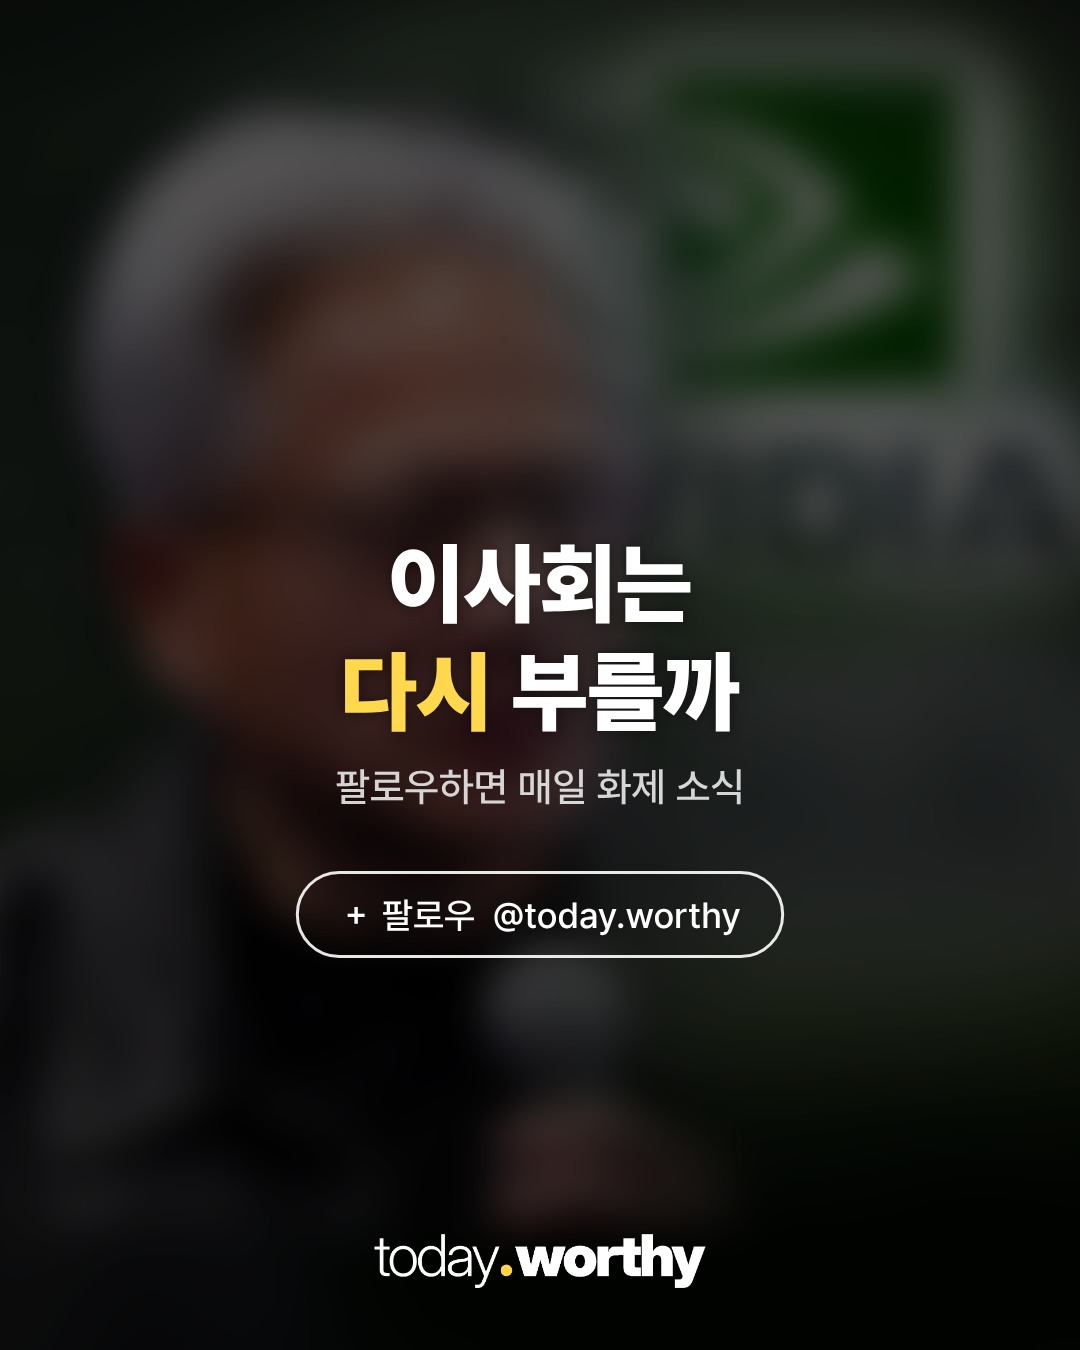 이사회는
다시 부를까
팔로우하면 매일 화제 소식
+ 팔로우 @today.worthy
today.worthy